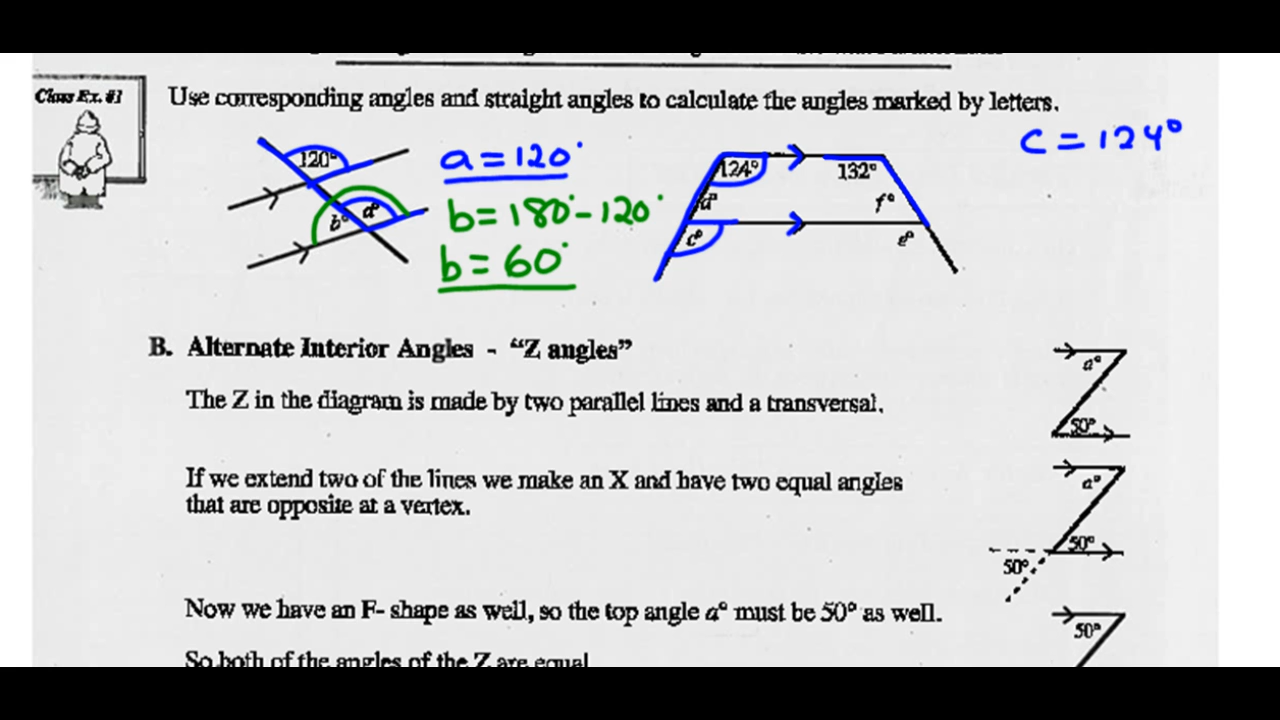 with Parallel Lines
Class Ex. #1
Use corresponding angles and straight angles to calculate the angles marked by letters.
c = 124°
120°
a°
b°
a = 120°
b = 180° - 120°
b = 60°
124°
132°
d°
f°
c°
e°
B. Alternate Interior Angles - “Z angles”
The Z in the diagram is made by two parallel lines and a transversal.
a°
50°
If we extend two of the lines we make an X and have two equal angles
that are opposite at a vertex.
a°
50°
50°
Now we have an F- shape as well, so the top angle a° must be 50° as well.
50°
So both of the angles of the Z are equal